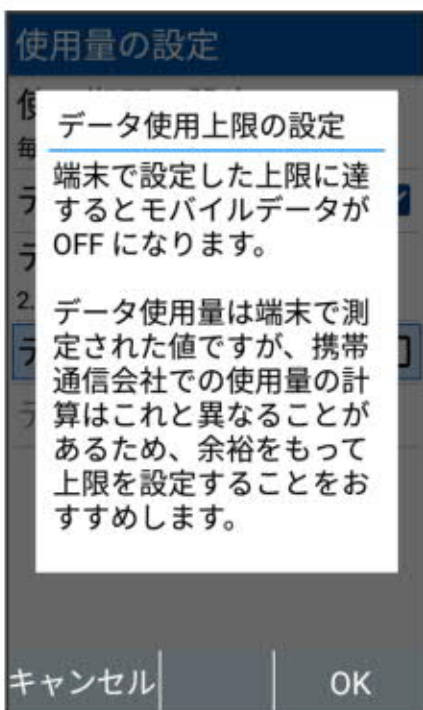 使用量の設定
データ使用上限の設定
端末で設定した上限に達
するとモバイルデータが
OFF になります。
データ使用量は端末で測
定された値ですが、携帯
通信会社での使用量の計
算はこれと異なることが
あるため、余裕をもって
上限を設定することをお
すすめします。
キャンセル
OK